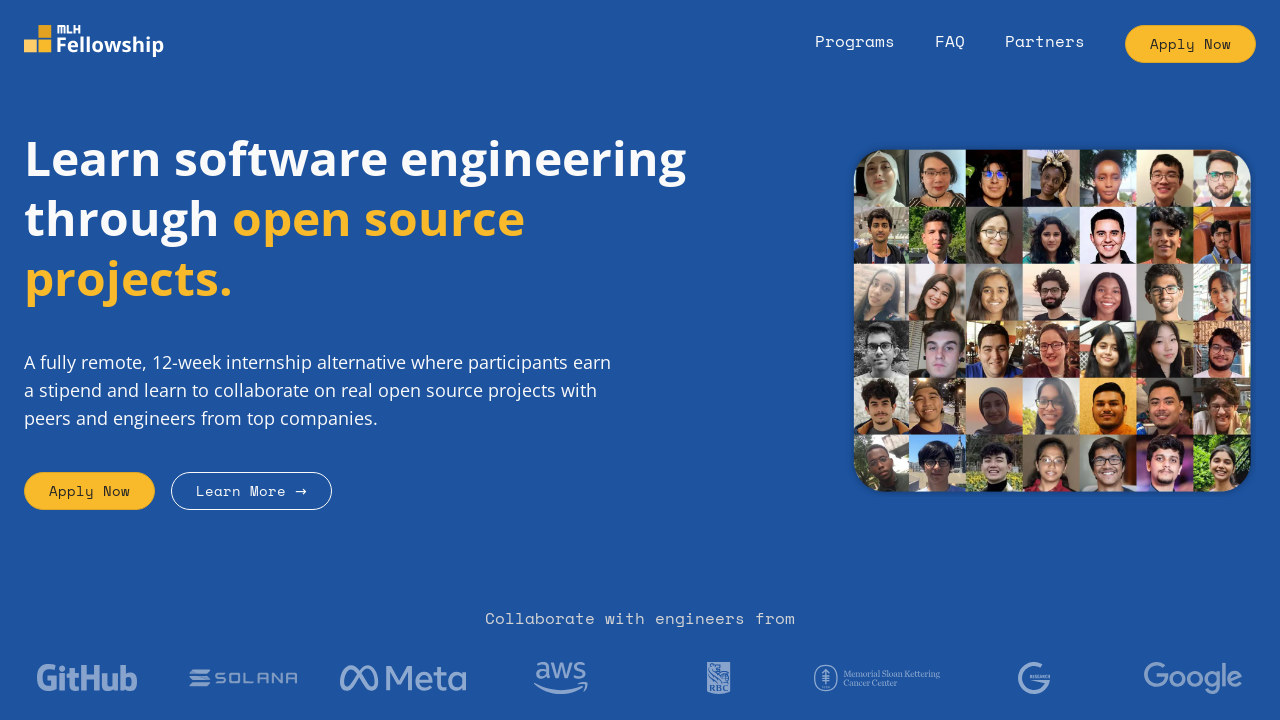 MLH
Fellowship
Programs
FAQ
Partners
Apply Now
Learn software engineering
through open source
projects.
A fully remote, 12-week internship alternative where participants earn
a stipend and learn to collaborate on real open source projects with
peers and engineers from top companies.
Apply Now
Learn More →
Collaborate with engineers from
GitHub
SOLANA
Meta
aws
RBC
Memorial Sloan Kettering
Cancer Center
G RESEARCH
Google